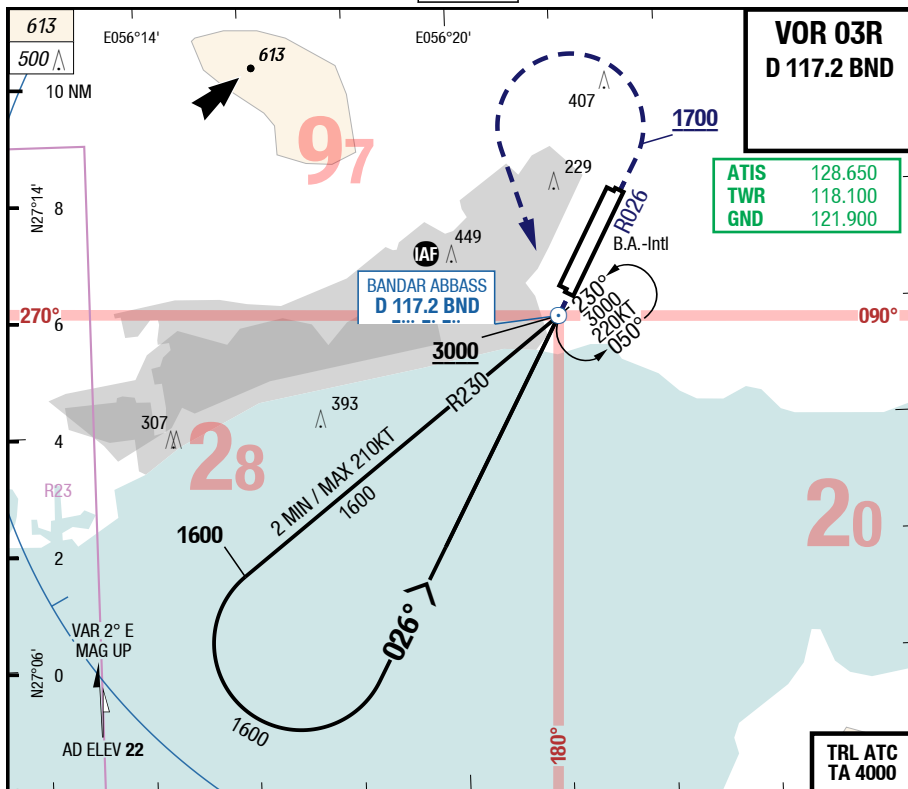 613
500
E056°14'
E056°20'
613
VOR 03R
D 117.2 BND
10 NM
407
1700
97
ATIS 128.650
TWR 118.100
GND 121.900
229
N27°14'
8
R026
B.A.-Intl
IAF
449
BANDAR ABBASS
D 117.2 BND
230°
3000
220KT
050°
270°
6
090°
3000
R230
393
307
4
28
2 MIN / MAX 210KT
1600
R23
20
1600
2
026°
VAR 2° E
MAG UP
N27°06'
0
1600
AD ELEV 22
180°
TRL ATC
TA 4000